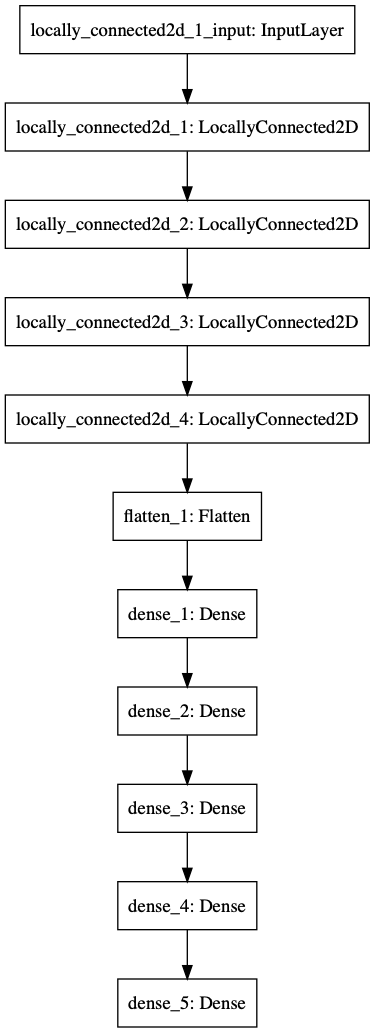 locally_connected2d_1_input: InputLayer
locally_connected2d_1: LocallyConnected2D
locally_connected2d_2: LocallyConnected2D
locally_connected2d_3: LocallyConnected2D
locally_connected2d_4: LocallyConnected2D
flatten_1: Flatten
dense_1: Dense
dense_2: Dense
dense_3: Dense
dense_4: Dense
dense_5: Dense